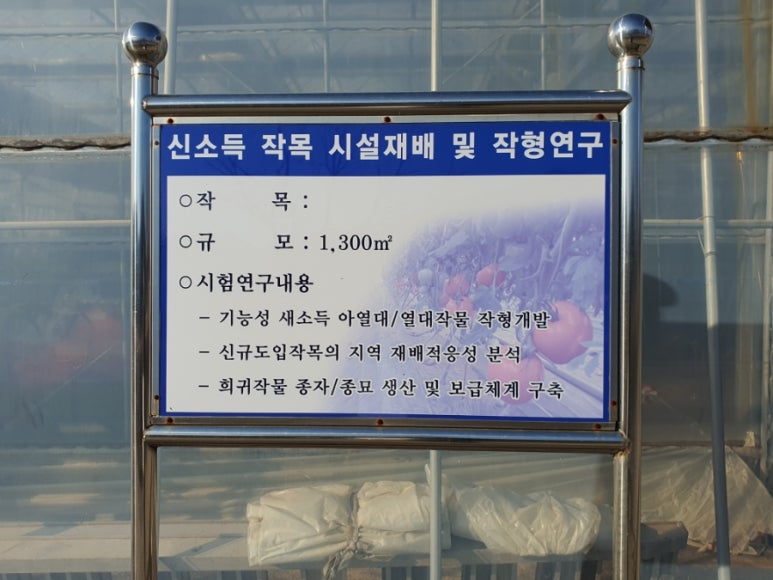 신소득 작목 시설재배 및 작형연구
○작 목 :
○규 모 : 1,300㎡
○시험연구내용
- 기능성 새소득 아열대/열대작물 작형개발
- 신규도입작목의 지역 재배적응성 분석
- 희귀작물 종자/종묘 생산 및 보급체계 구축